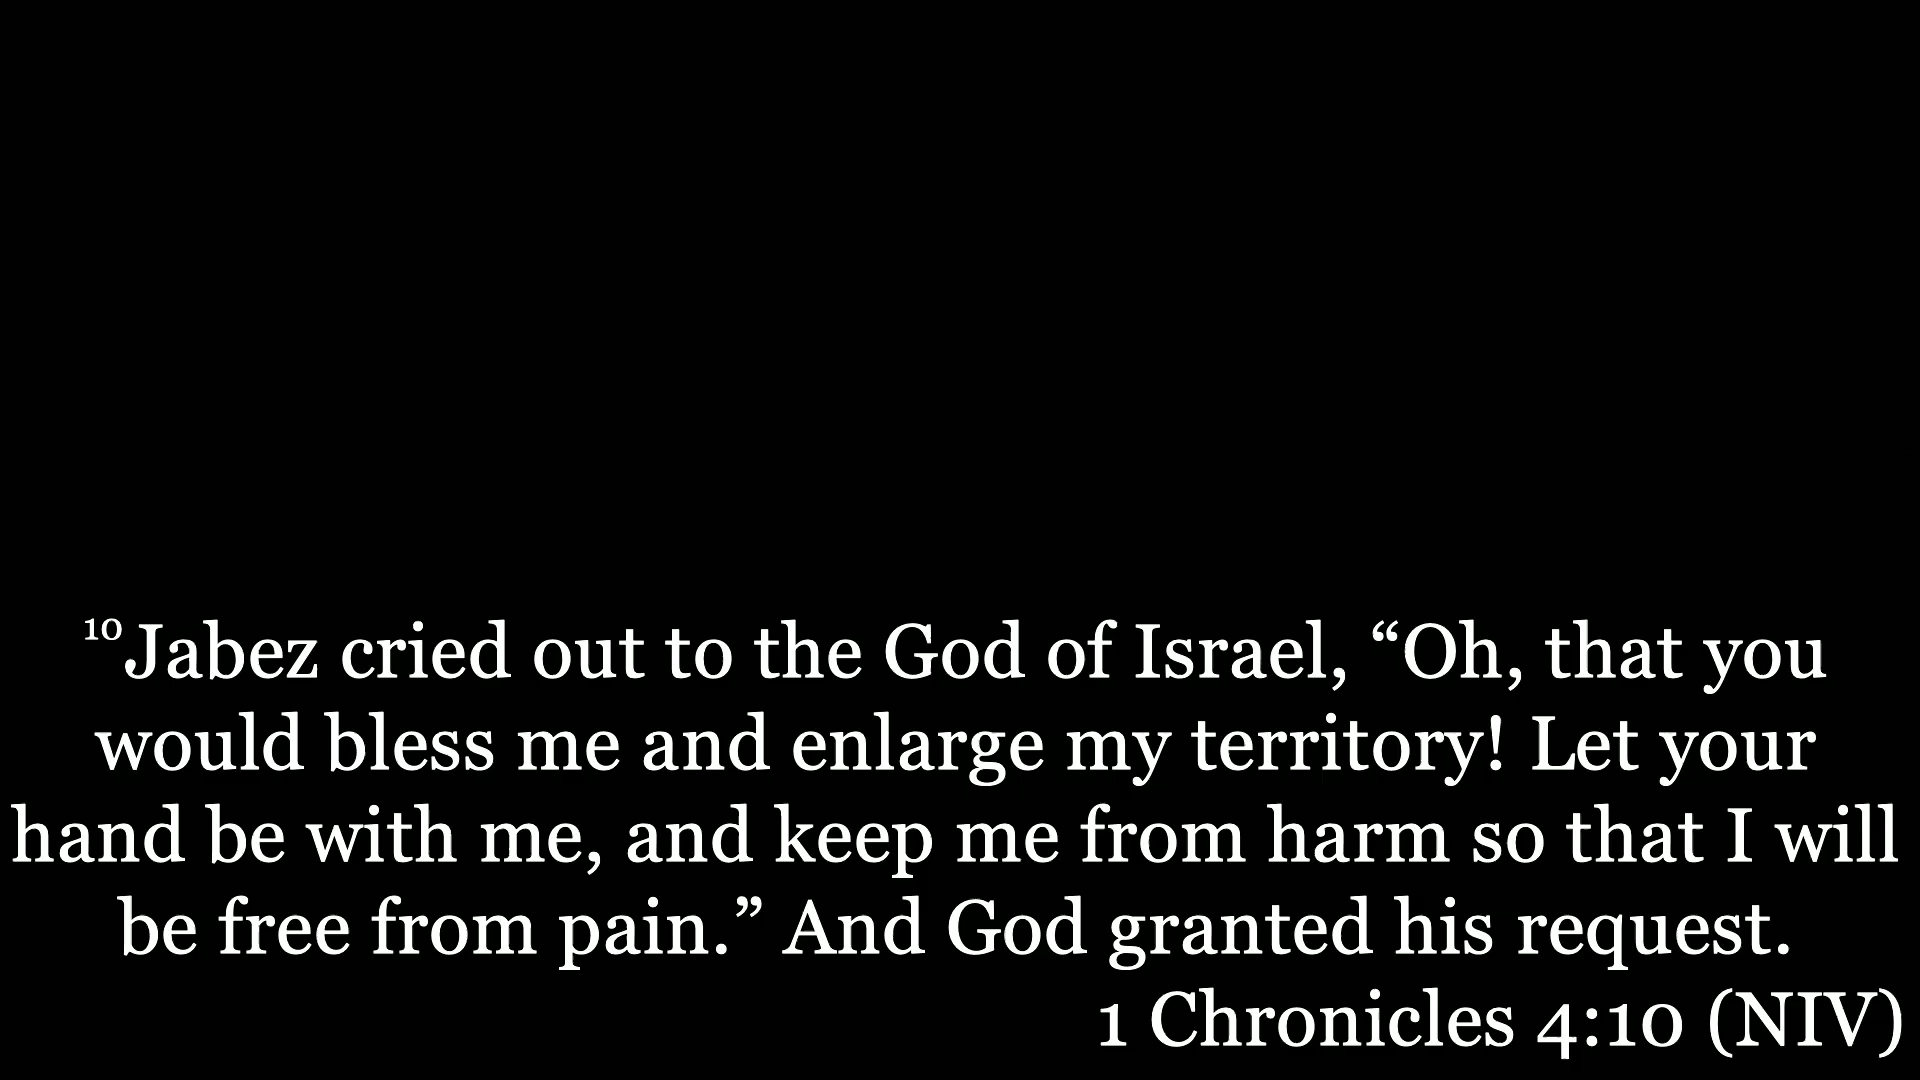 10 Jabez cried out to the God of Israel, “Oh, that you
would bless me and enlarge my territory! Let your
hand be with me, and keep me from harm so that I will
be free from pain.” And God granted his request.
1 Chronicles 4:10 (NIV)